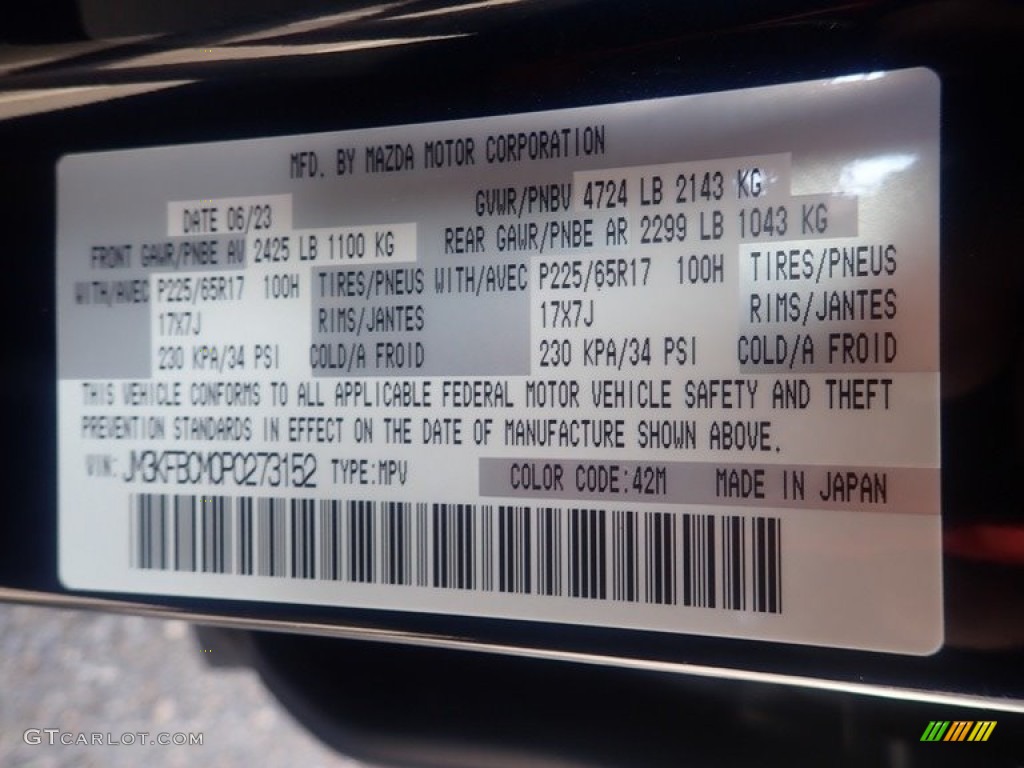 MFD. BY MAZDA MOTOR CORPORATION
DATE 06/23 GVWR/PNBV 4724 LB 2143 KG
FRONT GAWR/PNBE AV 2425 LB 1100 KG REAR GAWR/PNBE AR 2299 LB 1043 KG
WITH/AVEC P225/65R17 100H TIRES/PNEUS WITH/AVEC P225/65R17 100H TIRES/PNEUS
17X7J RIMS/JANTES 17X7J RIMS/JANTES
230 KPA/34 PSI COLD/A FROID 230 KPA/34 PSI COLD/A FROID
THIS VEHICLE CONFORMS TO ALL APPLICABLE FEDERAL MOTOR VEHICLE SAFETY AND THEFT
PREVENTION STANDARDS IN EFFECT ON THE DATE OF MANUFACTURE SHOWN ABOVE.
VIN: JM3KFBCM0P0273152 TYPE:MPV COLOR CODE:42M MADE IN JAPAN
GTCARLOT.COM